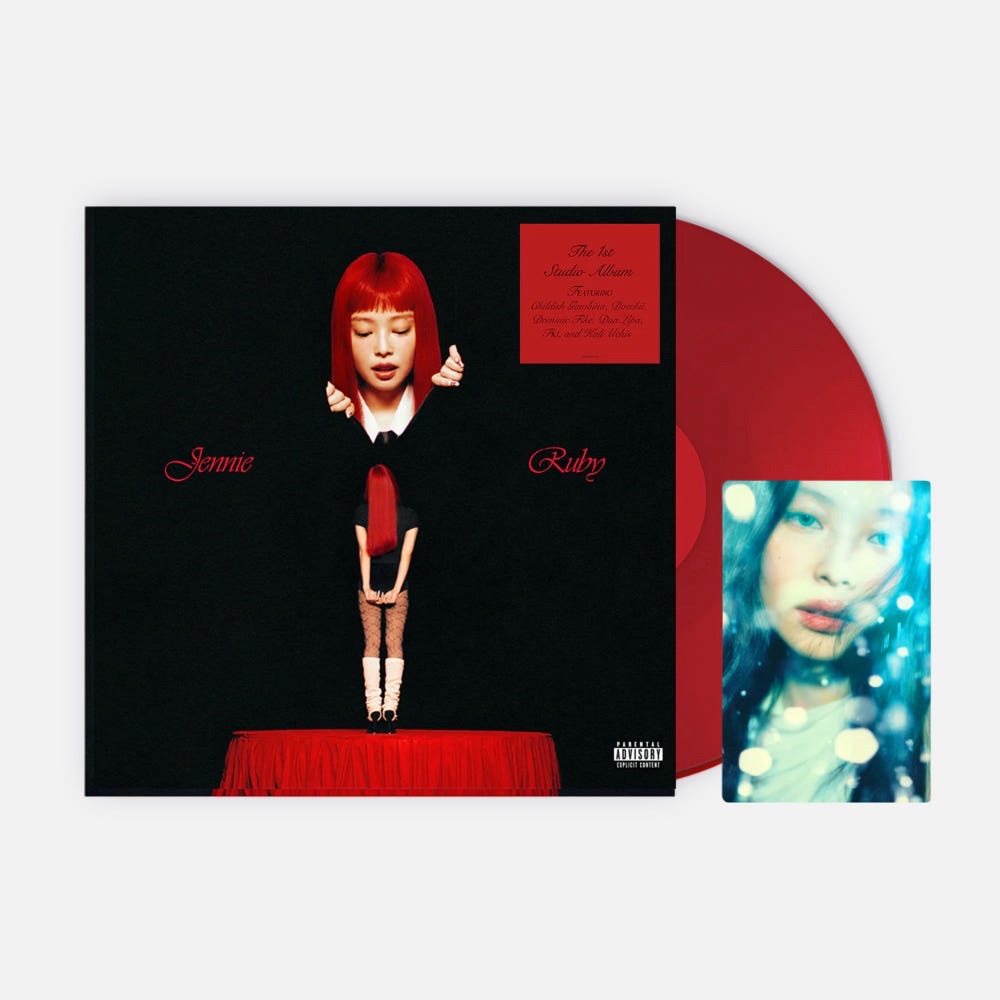 The 1st
Studio Album
Featuring
Childish Gambino, Doechii,
Dominic Fike, Dua Lipa,
FKJ, and Kali Uchis
Jennie
Ruby
PARENTAL
ADVISORY
EXPLICIT CONTENT